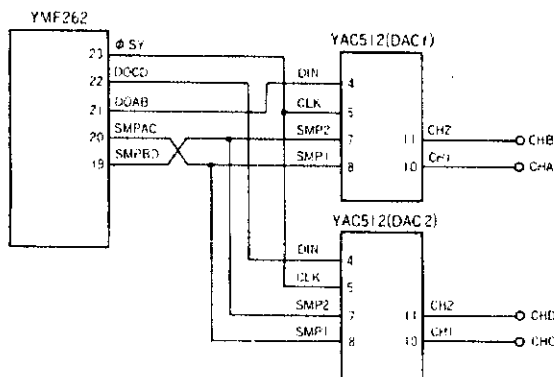 YMF262
23 ØSY
22 DOCD
21 DOAB
20 SMPAC
19 SMPBD
YAC512(DAC1)
DIN 4
CLK 5
SMP2 7
SMP1 8
11 CH2 CHB
10 CH1 CHA
YAC512(DAC2)
DIN 4
CLK 5
SMP2 7
SMP1 8
11 CH2 CHD
10 CH1 CHC